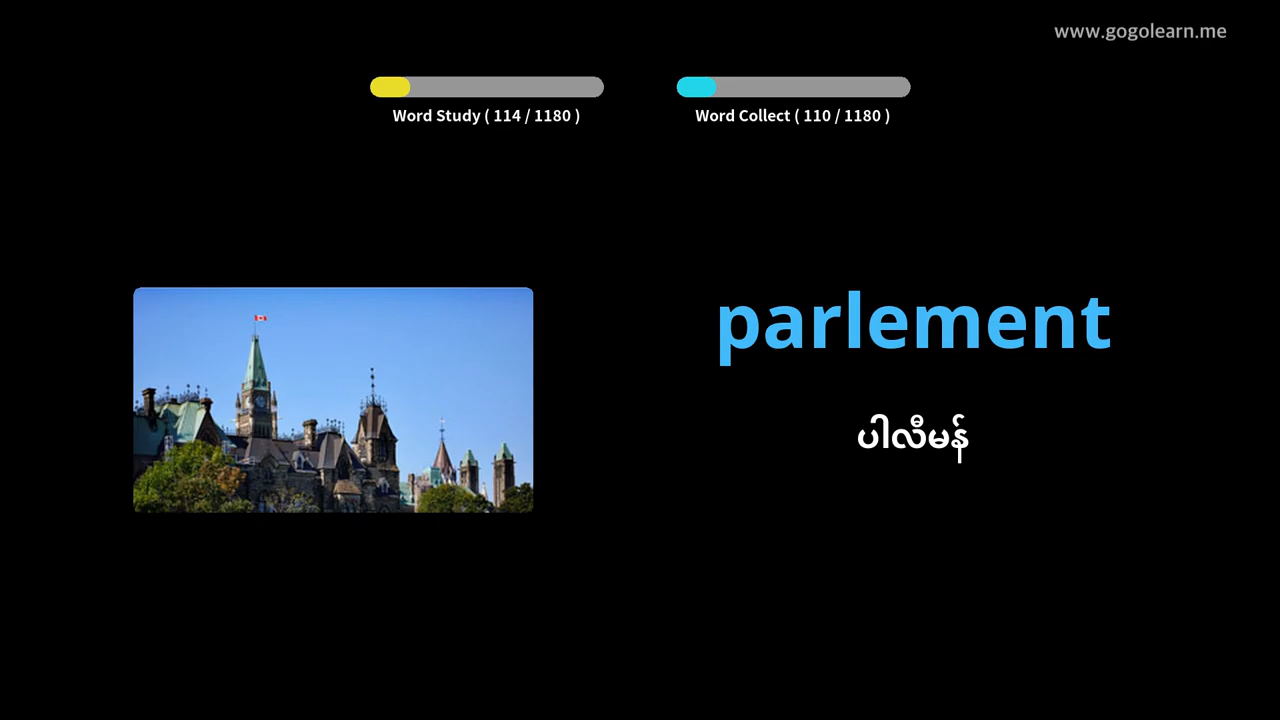 www.gogolearn.me
Word Study ( 114 / 1180 )
Word Collect ( 110 / 1180 )
parlement
ပါလီမန်